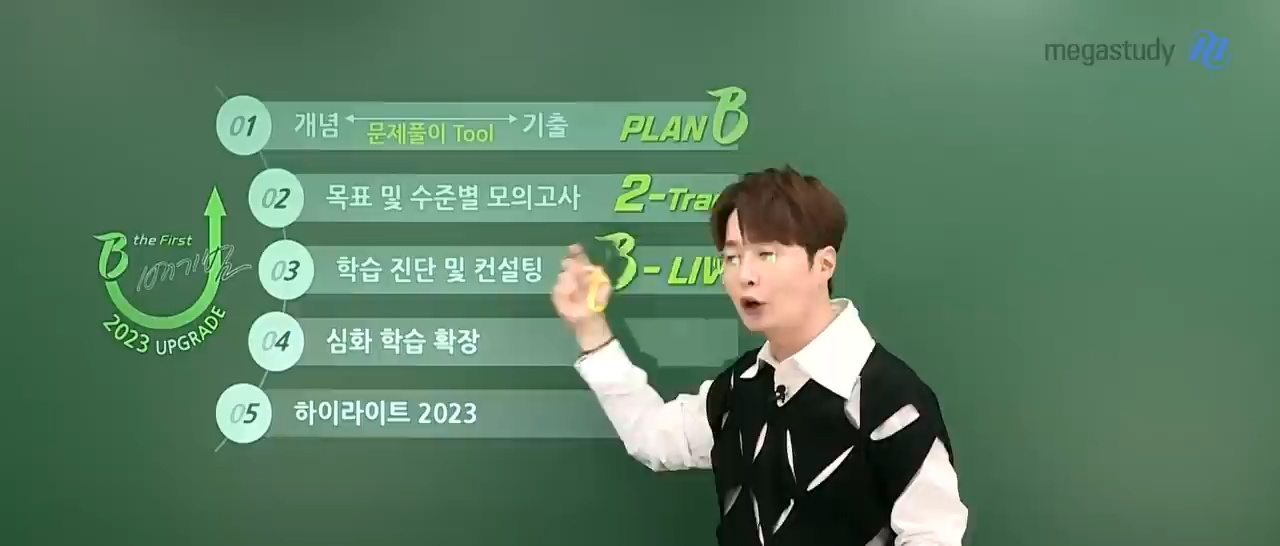 megastudy
01 개념 문제풀이 Tool 기출 PLAN B
02 목표 및 수준별 모의고사 2-Tra
03 학습 진단 및 컨설팅 B - LIV
04 심화 학습 확장
05 하이라이트 2023
B the First
2023 UPGRADE